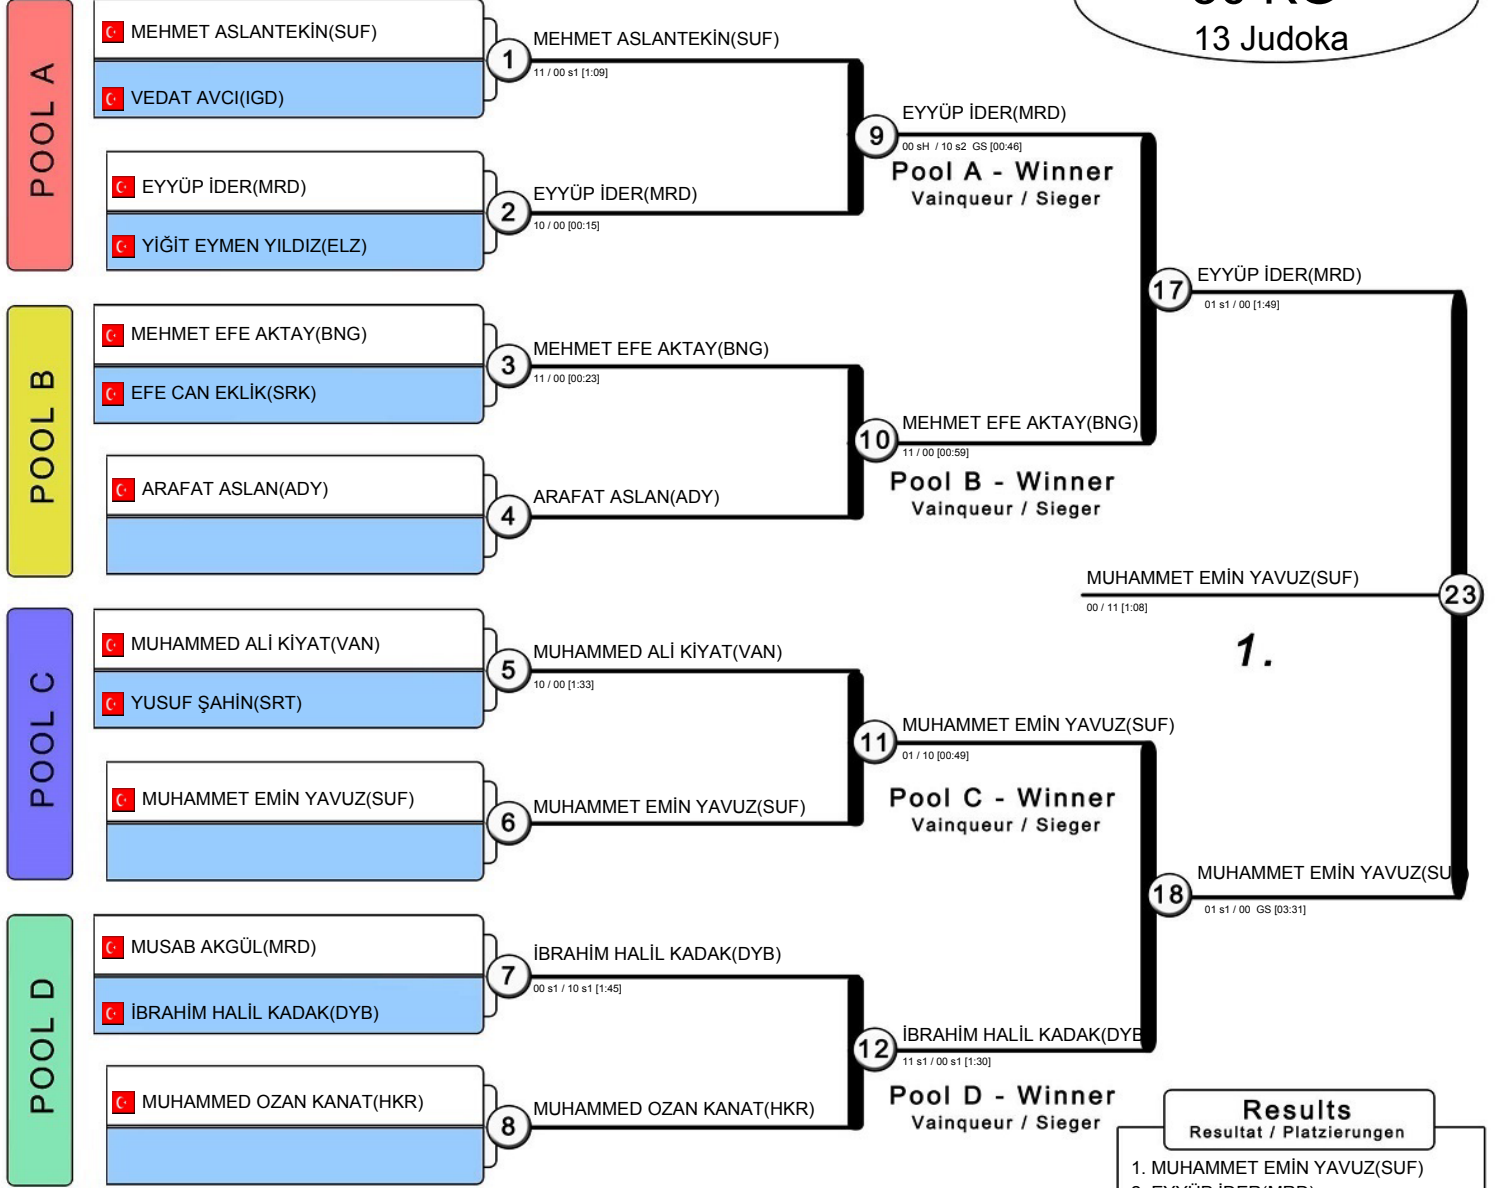 13 Judoka
POOL A
MEHMET ASLANTEKİN(SUF)
VEDAT AVCI(IGD)
1
MEHMET ASLANTEKİN(SUF)
11 / 00 s1 [1:09]
EYYÜP İDER(MRD)
YİĞİT EYMEN YILDIZ(ELZ)
2
EYYÜP İDER(MRD)
10 / 00 [00:15]
9
EYYÜP İDER(MRD)
00 sH / 10 s2 GS [00:46]
Pool A - Winner
Vainqueur / Sieger
POOL B
MEHMET EFE AKTAY(BNG)
EFE CAN EKLİK(SRK)
3
MEHMET EFE AKTAY(BNG)
11 / 00 [00:23]
ARAFAT ASLAN(ADY)
4
ARAFAT ASLAN(ADY)
10
MEHMET EFE AKTAY(BNG)
11 / 00 [00:59]
Pool B - Winner
Vainqueur / Sieger
17
EYYÜP İDER(MRD)
01 s1 / 00 [1:49]
MUHAMMET EMİN YAVUZ(SUF)
00 / 11 [1:08]
23
1.
POOL C
MUHAMMED ALİ KİYAT(VAN)
YUSUF ŞAHİN(SRT)
5
MUHAMMED ALİ KİYAT(VAN)
10 / 00 [1:33]
MUHAMMET EMİN YAVUZ(SUF)
6
MUHAMMET EMİN YAVUZ(SUF)
11
MUHAMMET EMİN YAVUZ(SUF)
01 / 10 [00:49]
Pool C - Winner
Vainqueur / Sieger
18
MUHAMMET EMİN YAVUZ(SU
01 s1 / 00 GS [03:31]
POOL D
MUSAB AKGÜL(MRD)
İBRAHİM HALİL KADAK(DYB)
7
İBRAHİM HALİL KADAK(DYB)
00 s1 / 10 s1 [1:45]
MUHAMMED OZAN KANAT(HKR)
8
MUHAMMED OZAN KANAT(HKR)
12
İBRAHİM HALİL KADAK(DYB
11 s1 / 00 s1 [1:30]
Pool D - Winner
Vainqueur / Sieger
Results
Resultat / Platzierungen
1. MUHAMMET EMİN YAVUZ(SUF)